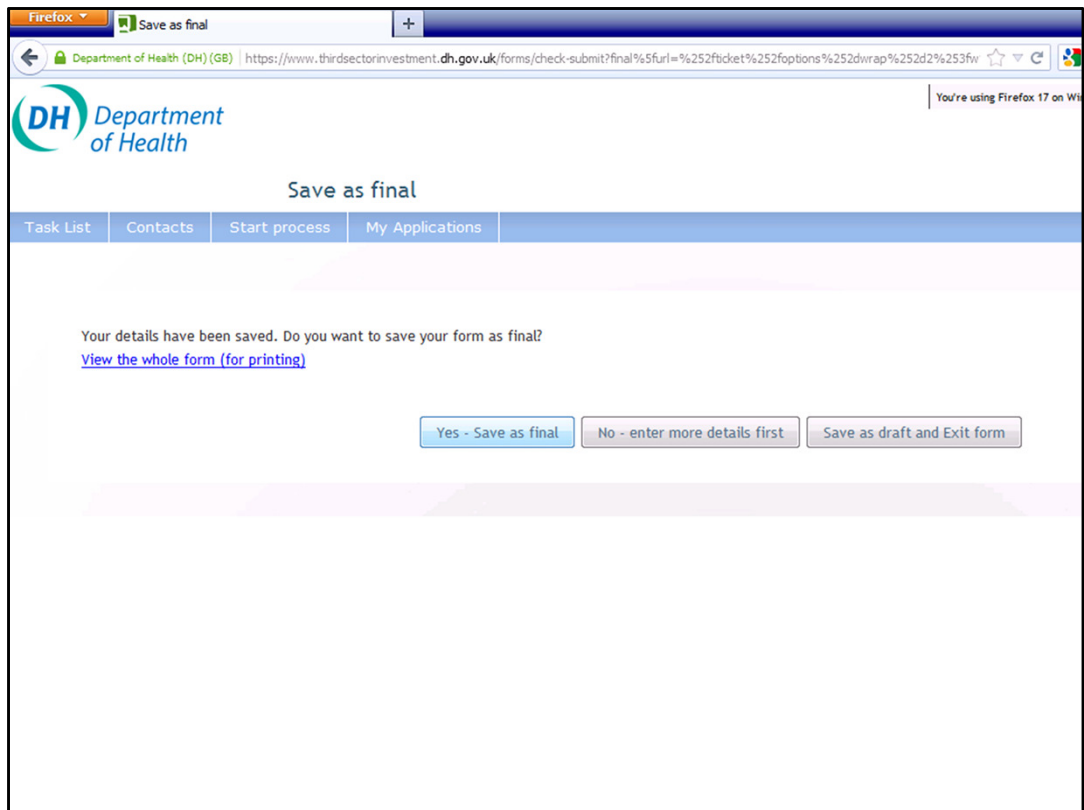 Firefox
Save as final
+
Department of Health (DH) (GB) https://www.thirdsectorinvestment.dh.gov.uk/forms/check-submit?final%5furl=%252fticket%252foptions%252dwrap%252d2%253fw
You're using Firefox 17 on Wi
DH Department
of Health
Save as final
Task List Contacts Start process My Applications
Your details have been saved. Do you want to save your form as final?
View the whole form (for printing)
Yes - Save as final No - enter more details first Save as draft and Exit form